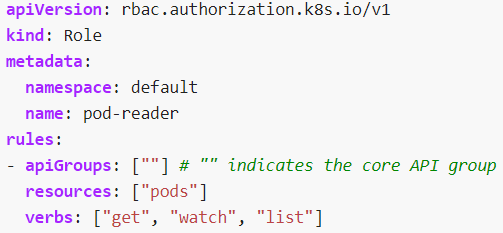 apiVersion: rbac.authorization.k8s.io/v1
kind: Role
metadata:
  namespace: default
  name: pod-reader
rules:
- apiGroups: [""] # "" indicates the core API group
  resources: ["pods"]
  verbs: ["get", "watch", "list"]